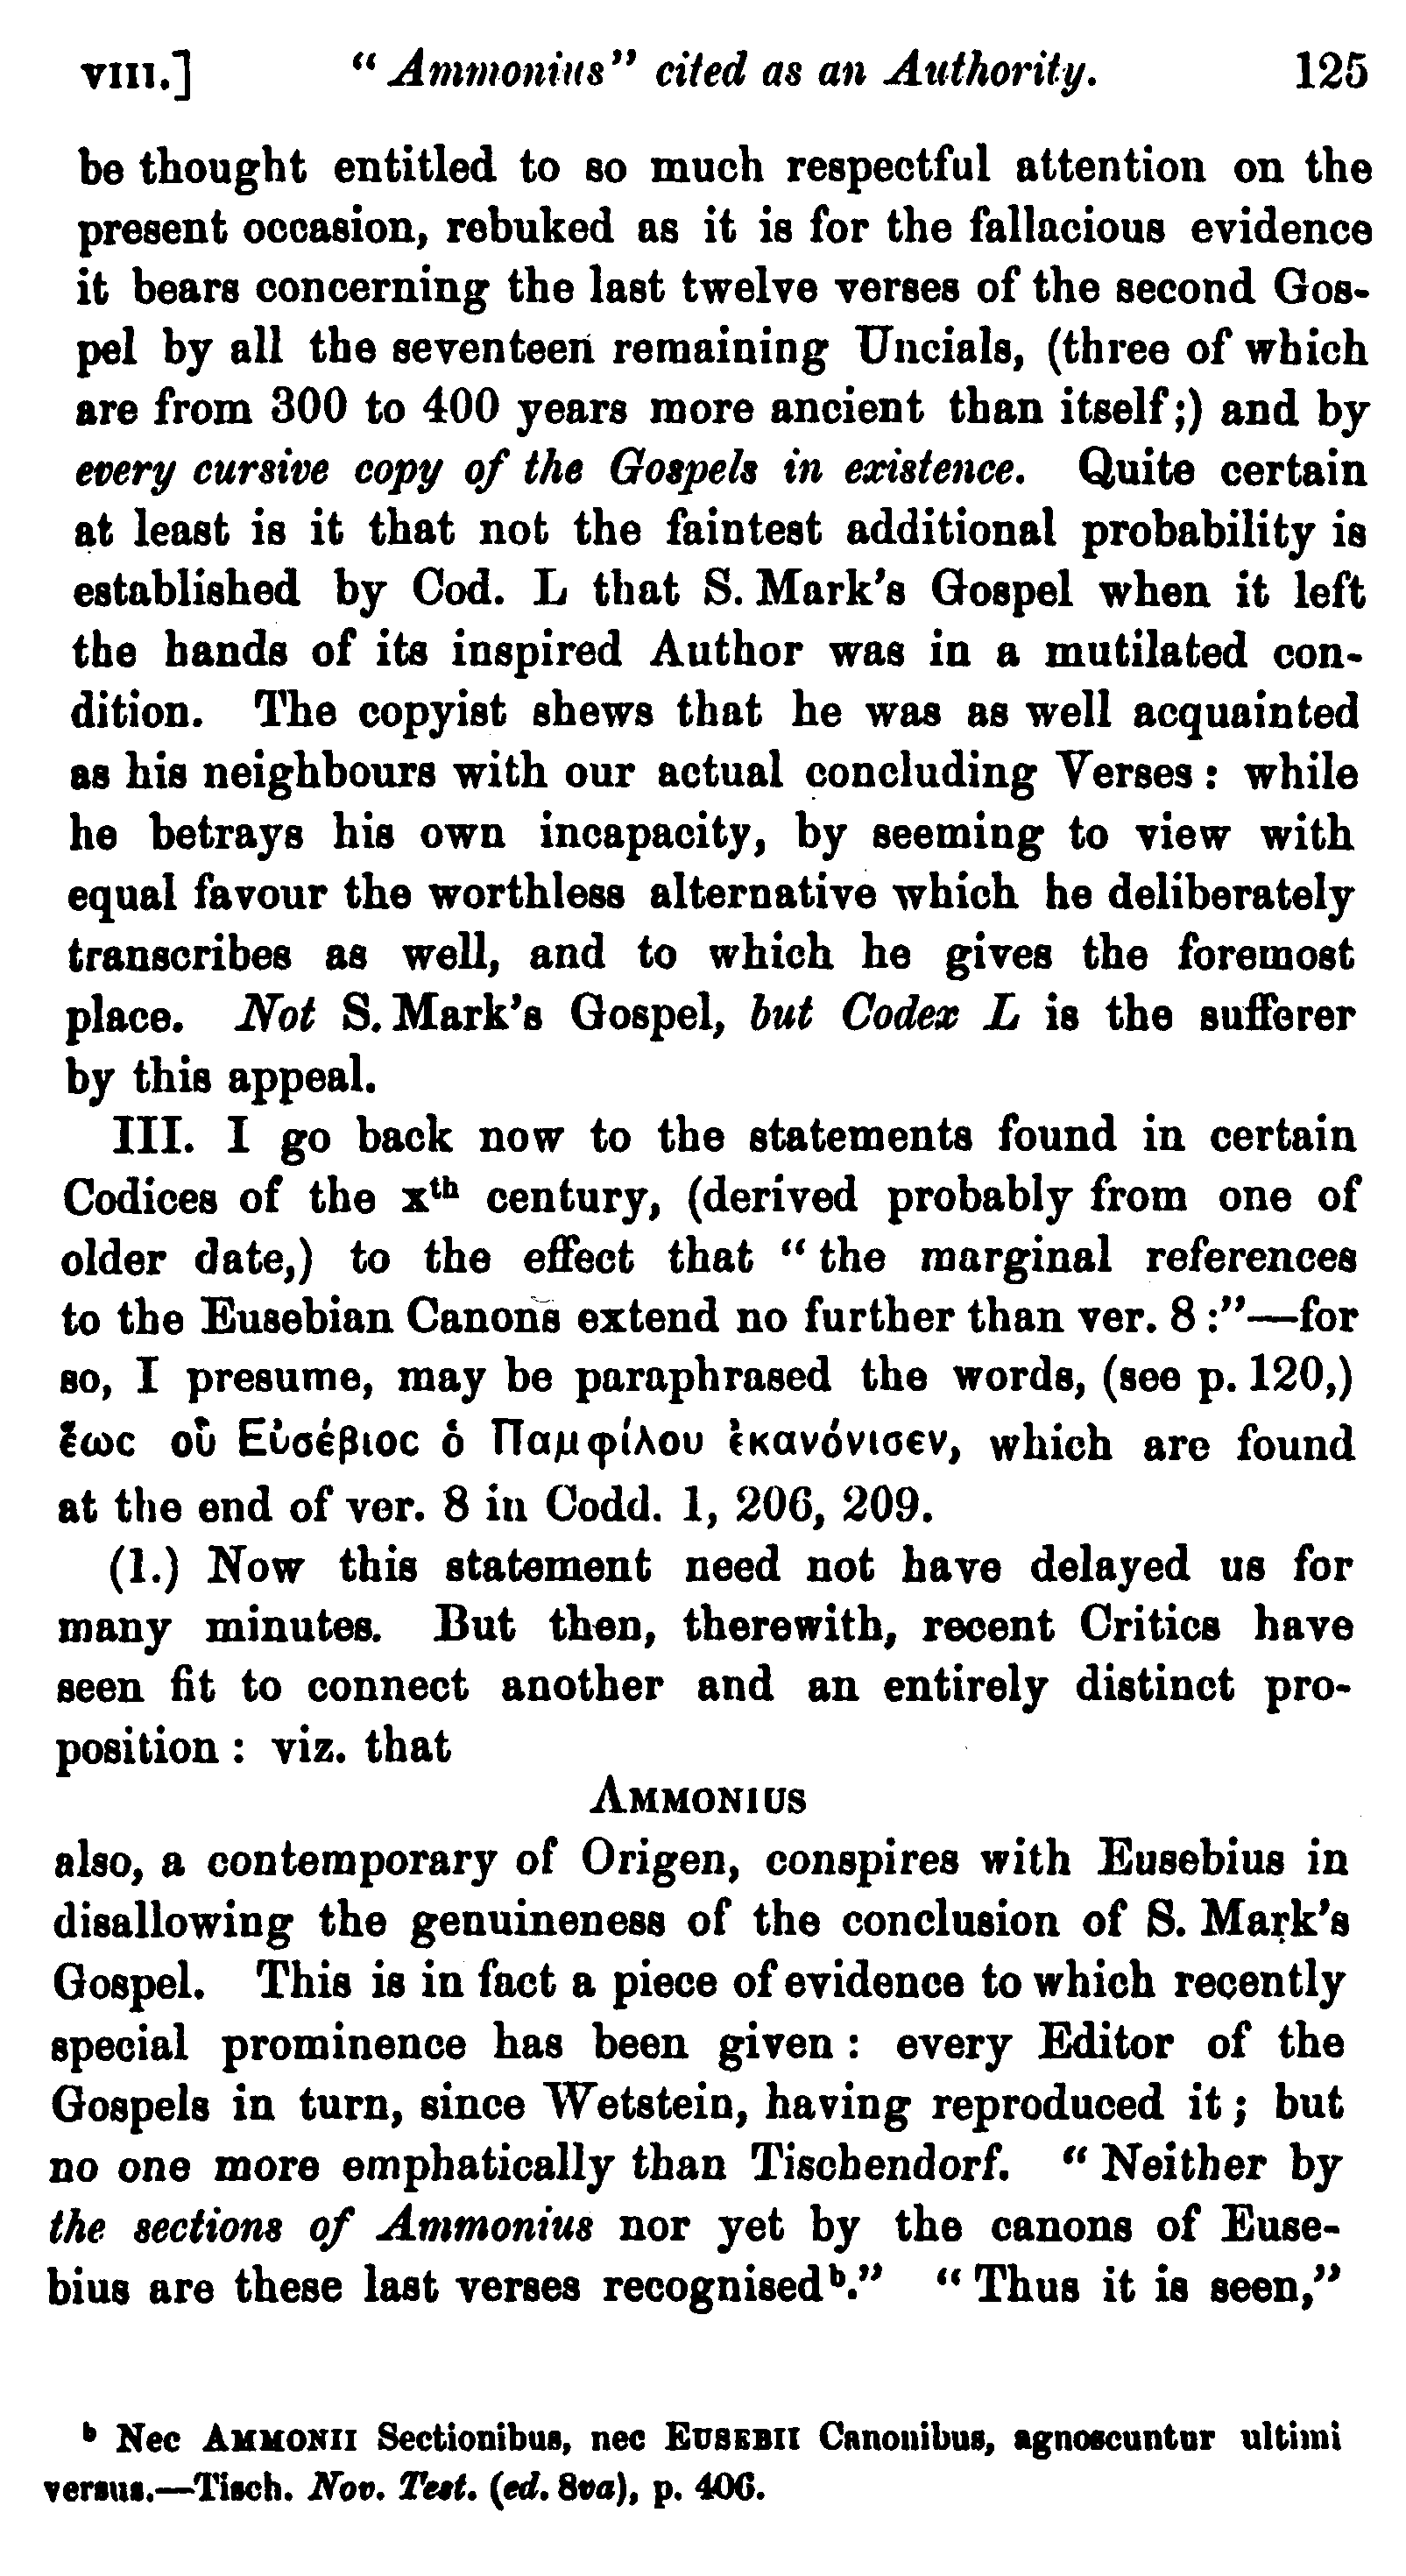 VIII.] “Ammonius” cited as an Authority. 125
be thought entitled to so much respectful attention on the
present occasion, rebuked as it is for the fallacious evidence
it bears concerning the last twelve verses of the second Gos-
pel by all the seventeen remaining Uncials, (three of which
are from 300 to 400 years more ancient than itself;) and by
every cursive copy of the Gospels in existence. Quite certain
at least is it that not the faintest additional probability is
established by Cod. L that S. Mark’s Gospel when it left
the hands of its inspired Author was in a mutilated con-
dition. The copyist shews that he was as well acquainted
as his neighbours with our actual concluding Verses: while
he betrays his own incapacity, by seeming to view with
equal favour the worthless alternative which he deliberately
transcribes as well, and to which he gives the foremost
place. Not S. Mark’s Gospel, but Codex L is the sufferer
by this appeal.
III. I go back now to the statements found in certain
Codices of the xth century, (derived probably from one of
older date,) to the effect that “the marginal references
to the Eusebian Canons extend no further than ver. 8:”—for
so, I presume, may be paraphrased the words, (see p. 120,)
ἕως οὗ Εὐσέβιος ὁ Παμφίλου ἐκανόνισεν, which are found
at the end of ver. 8 in Codd. 1, 206, 209.
(1.) Now this statement need not have delayed us for
many minutes. But then, therewith, recent Critics have
seen fit to connect another and an entirely distinct pro-
position: viz. that
AMMONIUS
also, a contemporary of Origen, conspires with Eusebius in
disallowing the genuineness of the conclusion of S. Mark’s
Gospel. This is in fact a piece of evidence to which recently
special prominence has been given: every Editor of the
Gospels in turn, since Wetstein, having reproduced it; but
no one more emphatically than Tischendorf. “Neither by
the sections of Ammonius nor yet by the canons of Euse-
bius are these last verses recognised b.” “Thus it is seen,”
b Nec AMMONII Sectionibus, nec EUSEBII Canonibus, agnoscuntur ultimi
versus.—Tisch. Nov. Test. (ed. 8va), p. 406.